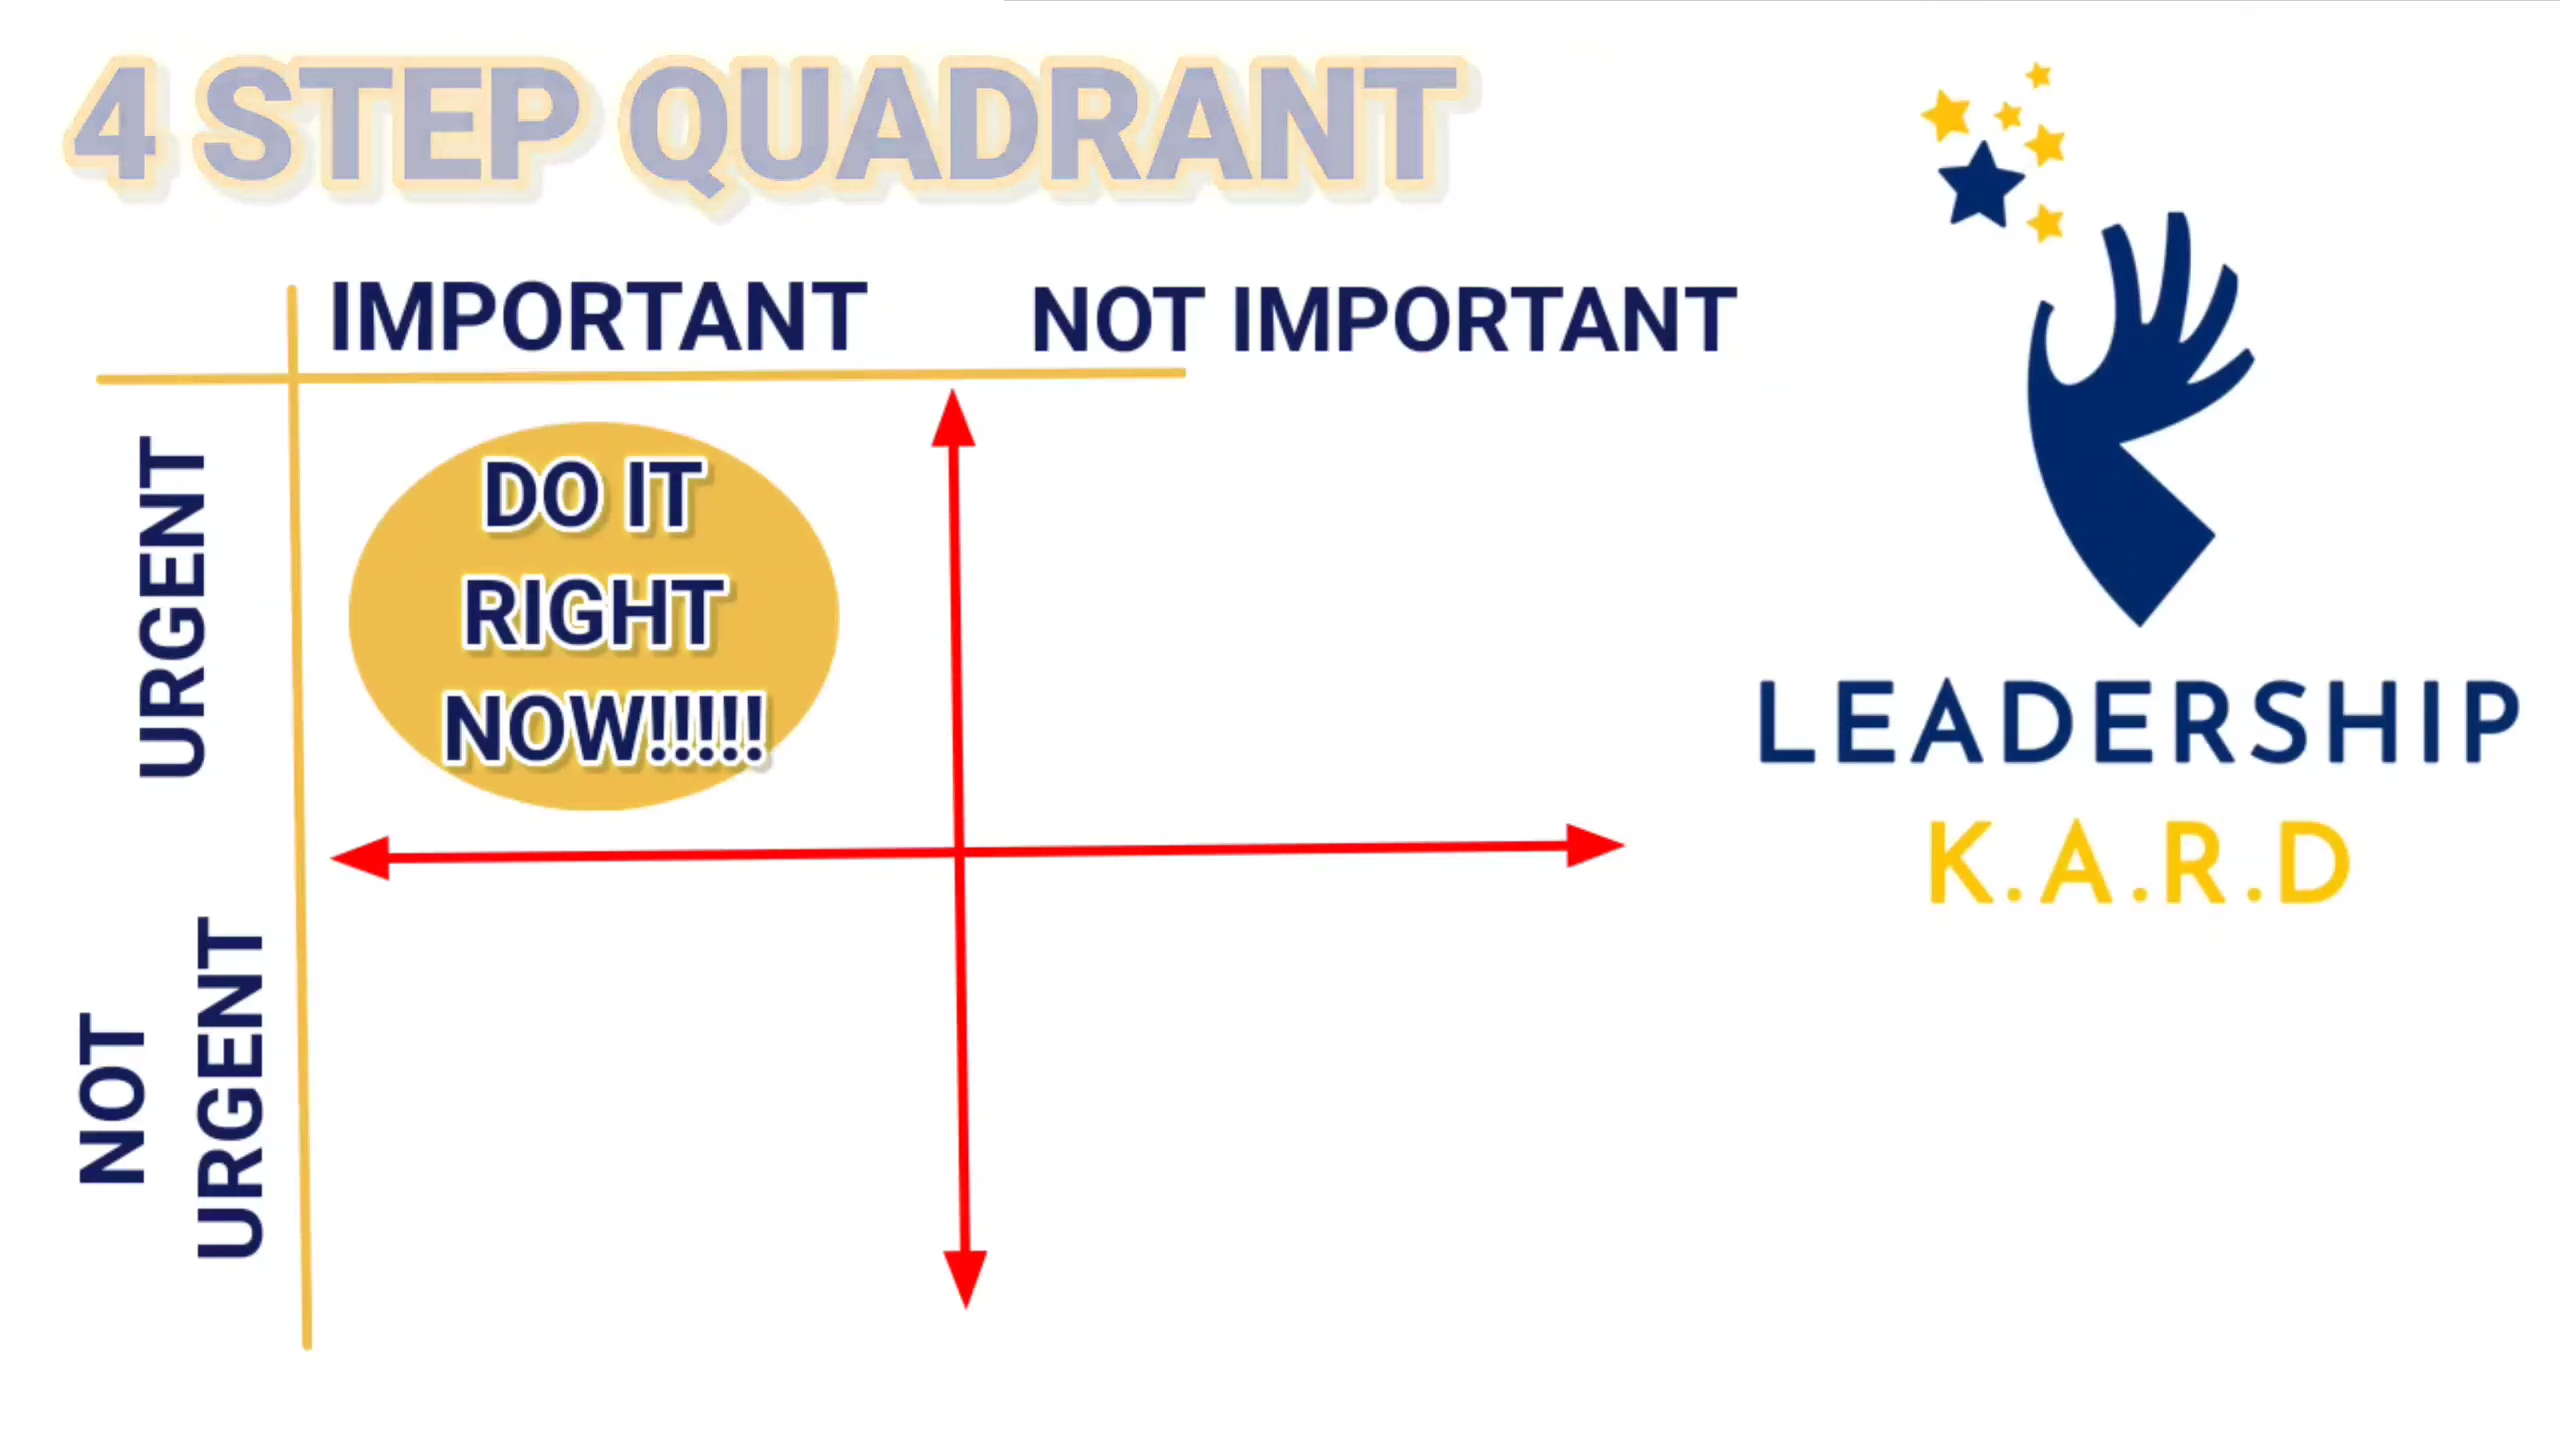 4 STEP QUADRANT
IMPORTANT
NOT IMPORTANT
URGENT
DO IT
RIGHT
NOW!!!!!
NOT
URGENT
LEADERSHIP
K.A.R.D